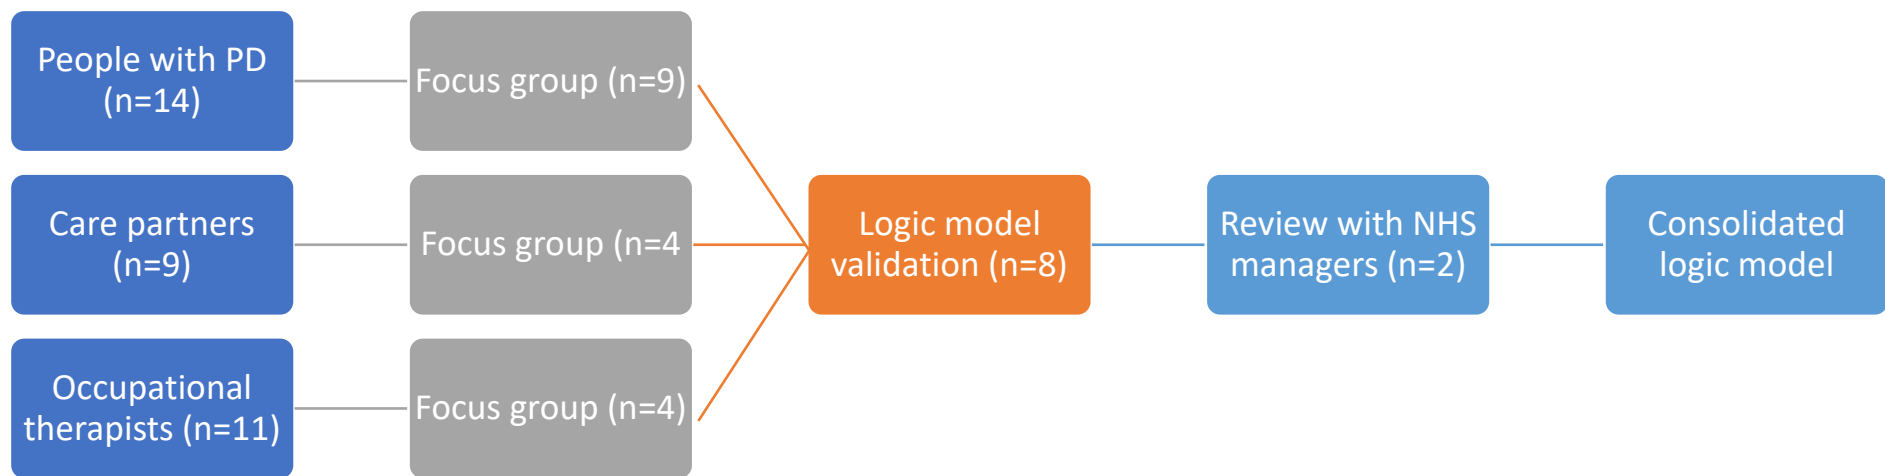 People with PD
(n=14)
Focus group (n=9)
Care partners
(n=9)
Focus group (n=4
Occupational
therapists (n=11)
Focus group (n=4)
Logic model
validation (n=8)
Review with NHS
managers (n=2)
Consolidated
logic model